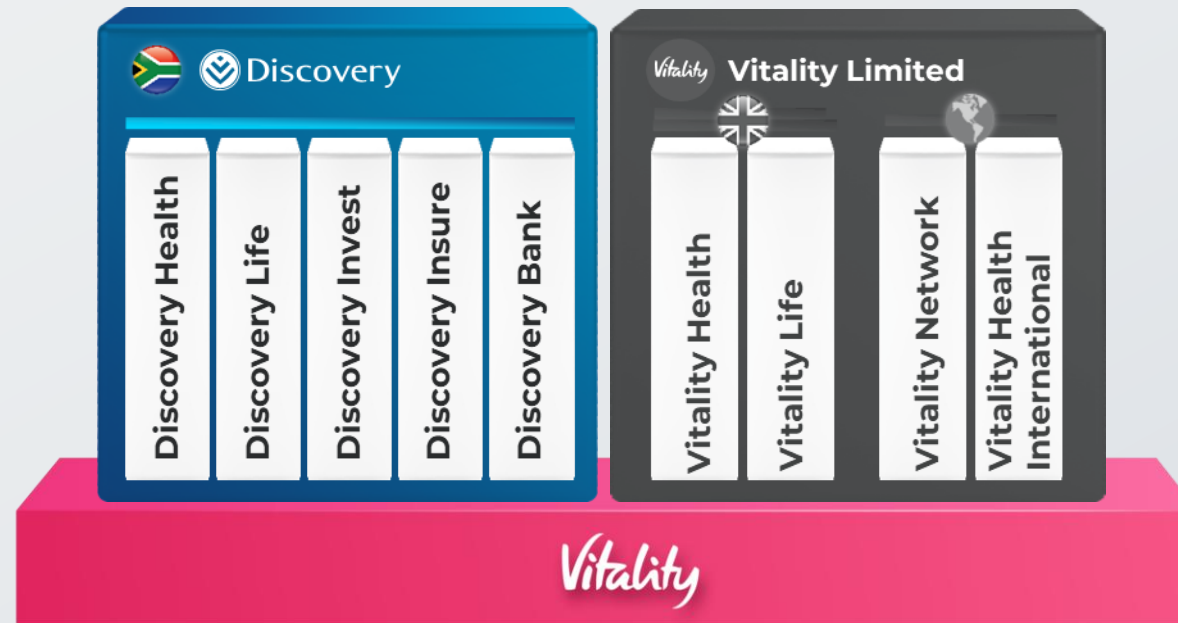 Discovery
Vitality
Vitality Limited
Discovery Health
Discovery Life
Discovery Invest
Discovery Insure
Discovery Bank
Vitality Health
Vitality Life
Vitality Network
Vitality Health
International
Vitality